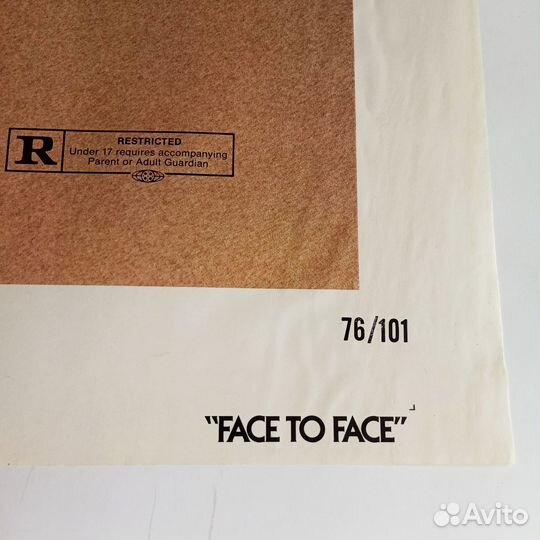 R
RESTRICTED
Under 17 requires accompanying
Parent or Adult Guardian
76/101
"FACE TO FACE"
Avito